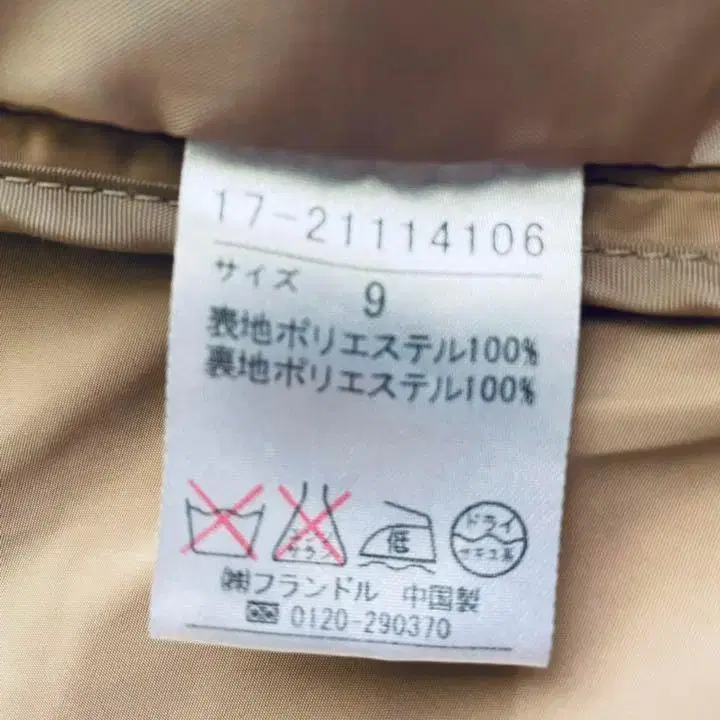 17-21114106
サイズ 9
表地ポリエステル100%
裏地ポリエステル100%
低 ドライ
㈱フランドル 中国製
0120-290370